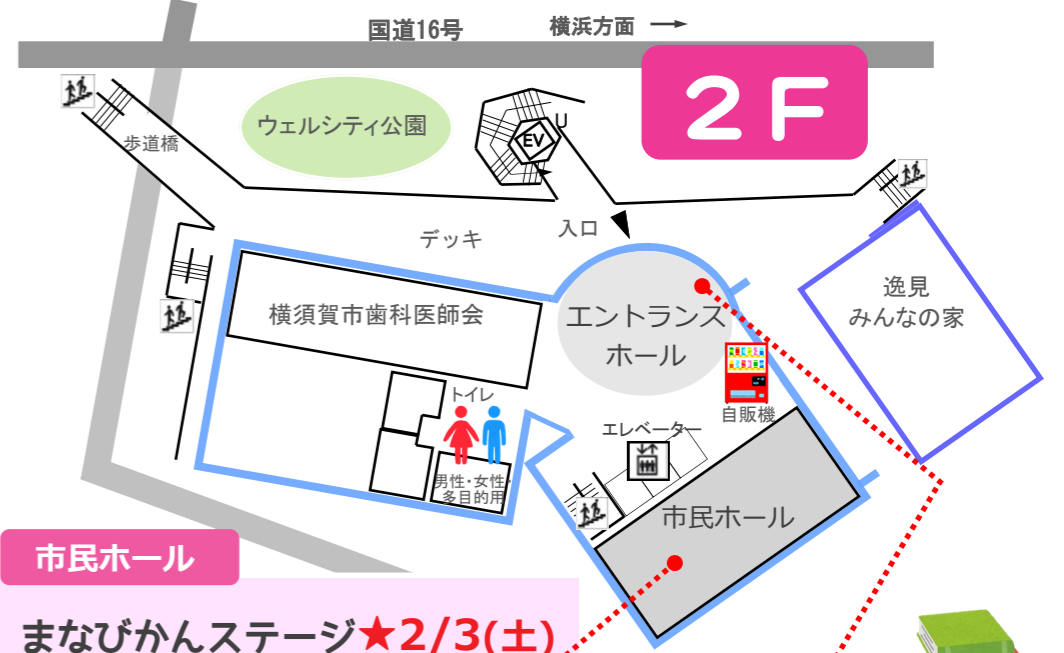 国道16号
横浜方面
2F
ウェルシティ公園
EV
U
歩道橋
デッキ
入口
逸見
みんなの家
横須賀市歯科医師会
エントランス
ホール
トイレ
自販機
エレベーター
男性・女性・
多目的用
市民ホール
市民ホール
まなびかんステージ★2/3(土)